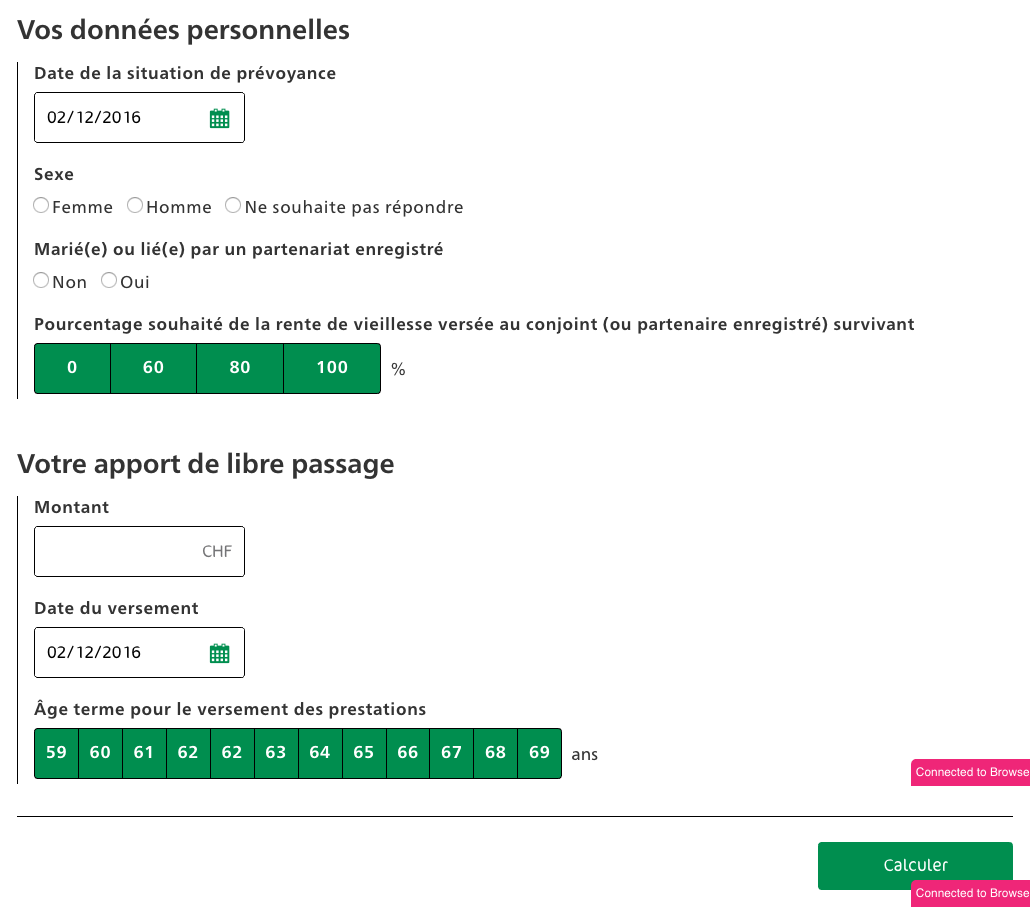 Vos données personnelles
Date de la situation de prévoyance
02/12/2016
Sexe
Femme Homme Ne souhaite pas répondre
Marié(e) ou lié(e) par un partenariat enregistré
Non Oui
Pourcentage souhaité de la rente de vieillesse versée au conjoint (ou partenaire enregistré) survivant
0 60 80 100 %
Votre apport de libre passage
Montant
CHF
Date du versement
02/12/2016
Âge terme pour le versement des prestations
59 60 61 62 62 63 64 65 66 67 68 69 ans
Connected to Browse
Calculer
Connected to Browse